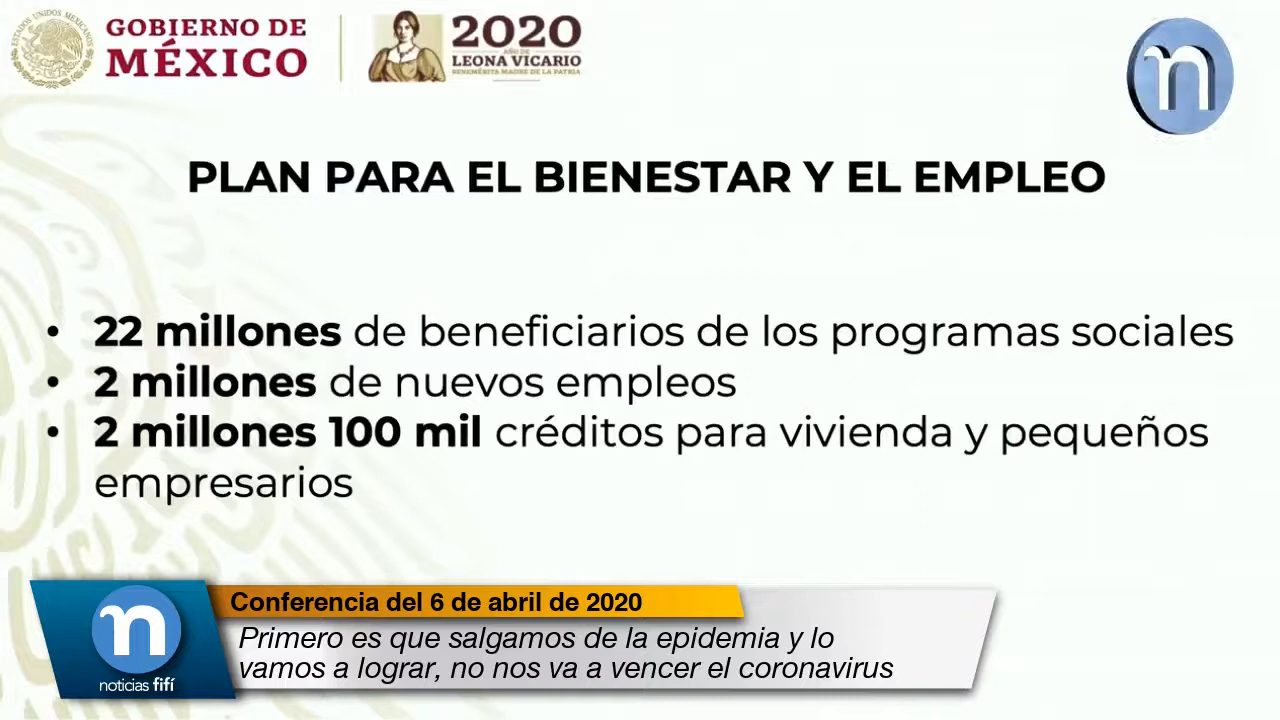 ESTADOS UNIDOS MEXICANOS
GOBIERNO DE
MÉXICO
2020
AÑO DE
LEONA VICARIO
BENEMÉRITA MADRE DE LA PATRIA
n
PLAN PARA EL BIENESTAR Y EL EMPLEO
• 22 millones de beneficiarios de los programas sociales
• 2 millones de nuevos empleos
• 2 millones 100 mil créditos para vivienda y pequeños
empresarios
Conferencia del 6 de abril de 2020
Primero es que salgamos de la epidemia y lo
vamos a lograr, no nos va a vencer el coronavirus
n
noticias fifí